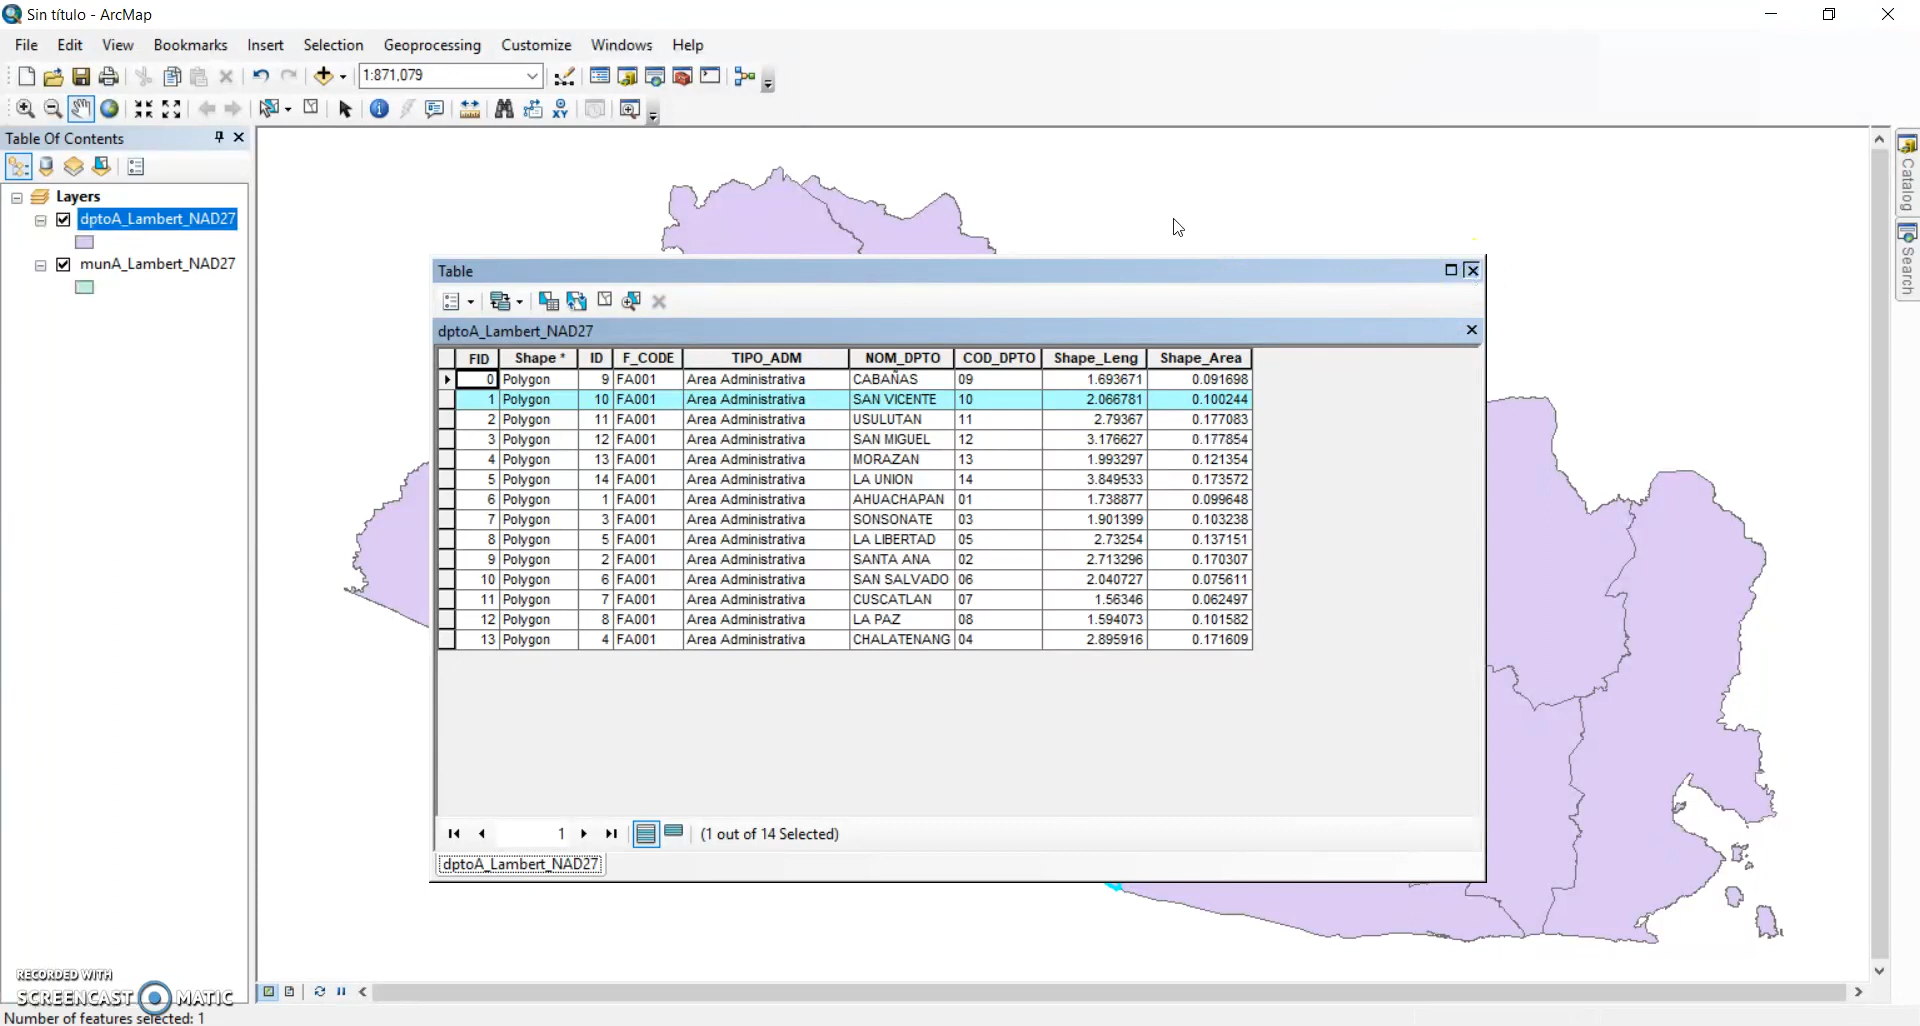 Sin título - ArcMap
File Edit View Bookmarks Insert Selection Geoprocessing Customize Windows Help
1:871,079
Table Of Contents
Layers
dptoA_Lambert_NAD27
munA_Lambert_NAD27
Catalog
Search
Table
dptoA_Lambert_NAD27
FID Shape * ID F_CODE TIPO_ADM NOM_DPTO COD_DPTO Shape_Leng Shape_Area
0 Polygon 9 FA001 Area Administrativa CABAÑAS 09 1.693671 0.091698
1 Polygon 10 FA001 Area Administrativa SAN VICENTE 10 2.066781 0.100244
2 Polygon 11 FA001 Area Administrativa USULUTAN 11 2.79367 0.177083
3 Polygon 12 FA001 Area Administrativa SAN MIGUEL 12 3.176627 0.177854
4 Polygon 13 FA001 Area Administrativa MORAZAN 13 1.993297 0.121354
5 Polygon 14 FA001 Area Administrativa LA UNION 14 3.849533 0.173572
6 Polygon 1 FA001 Area Administrativa AHUACHAPAN 01 1.738877 0.099648
7 Polygon 3 FA001 Area Administrativa SONSONATE 03 1.901399 0.103238
8 Polygon 5 FA001 Area Administrativa LA LIBERTAD 05 2.73254 0.137151
9 Polygon 2 FA001 Area Administrativa SANTA ANA 02 2.713296 0.170307
10 Polygon 6 FA001 Area Administrativa SAN SALVADO 06 2.040727 0.075611
11 Polygon 7 FA001 Area Administrativa CUSCATLAN 07 1.56346 0.062497
12 Polygon 8 FA001 Area Administrativa LA PAZ 08 1.594073 0.101582
13 Polygon 4 FA001 Area Administrativa CHALATENANG 04 2.895916 0.171609
1 (1 out of 14 Selected)
dptoA_Lambert_NAD27
RECORDED WITH
SCREENCAST MATIC
Number of features selected: 1